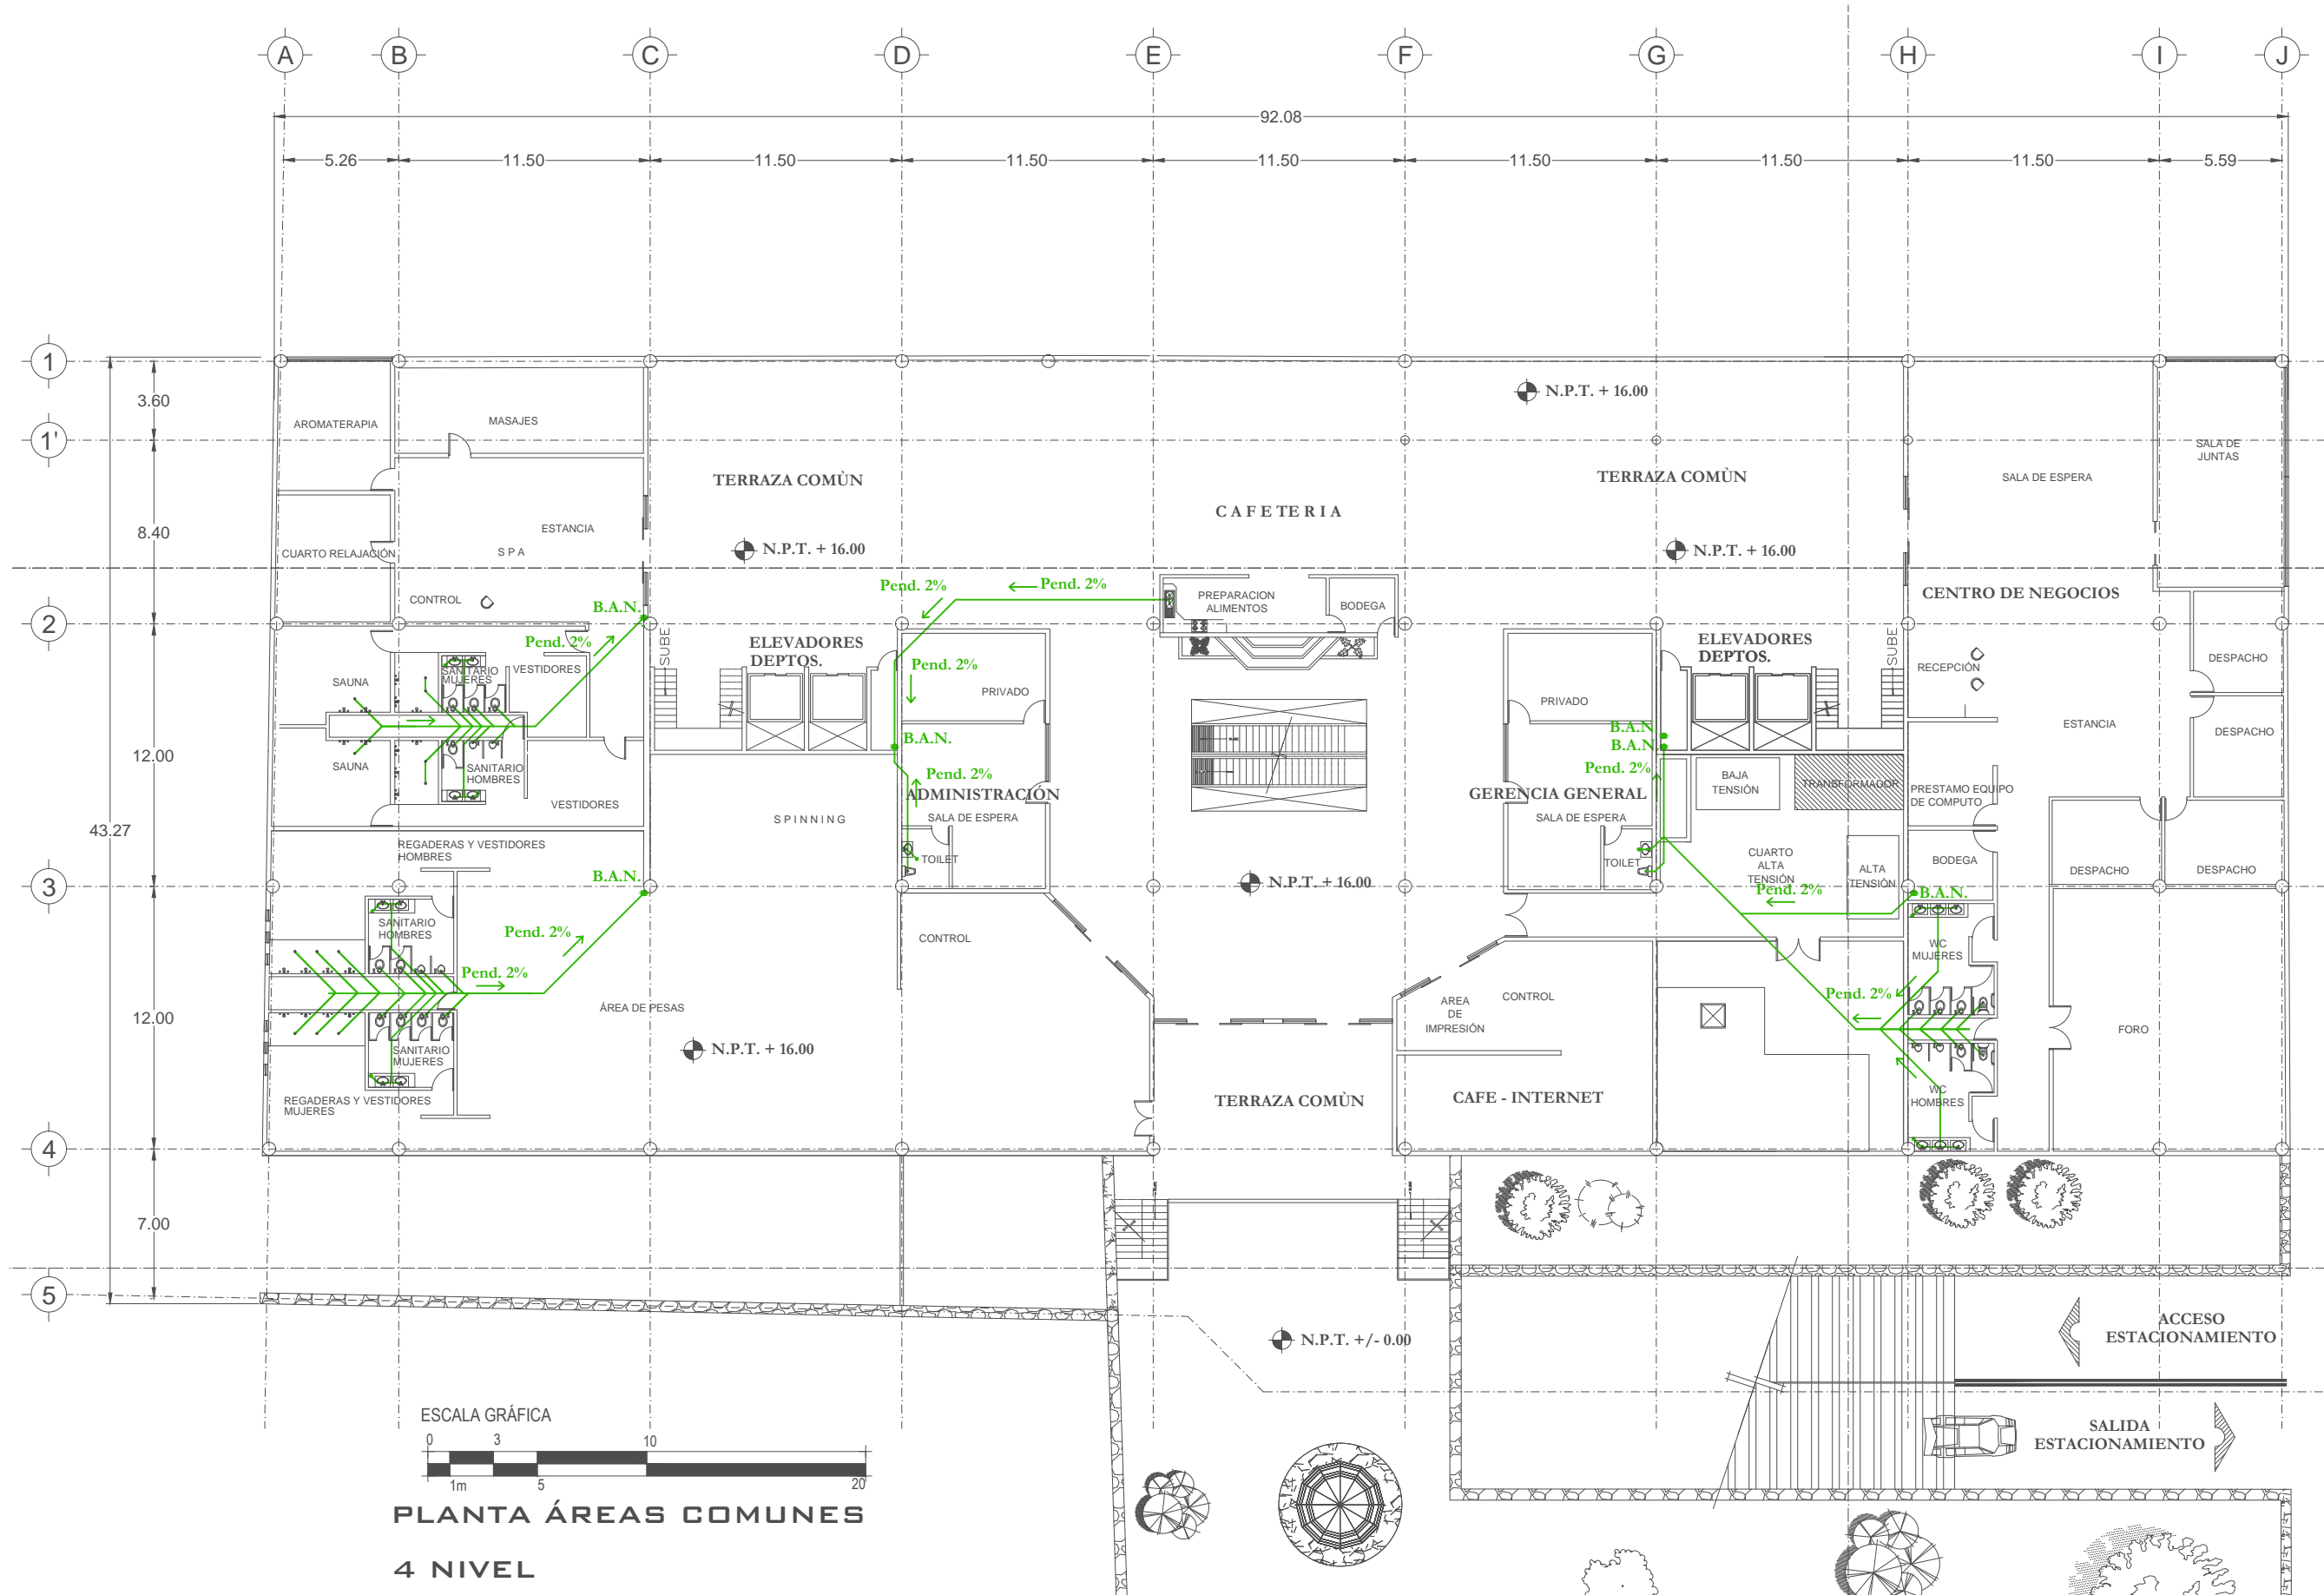 A B C D E F G H I J
92.08
5.26 11.50 11.50 11.50 11.50 11.50 11.50 11.50 5.59
1
3.60
1'
8.40
2
12.00
43.27
3
12.00
4
7.00
5
AROMATERAPIA
MASAJES
N.P.T. + 16.00
SALA DE
JUNTAS
TERRAZA COMÙN
TERRAZA COMÙN
SALA DE ESPERA
CAFETERIA
ESTANCIA
CUARTO RELAJACIÓN
SPA
N.P.T. + 16.00
N.P.T. + 16.00
CONTROL
B.A.N.
Pend. 2%
Pend. 2%
Pend. 2%
PREPARACION
ALIMENTOS
BODEGA
CENTRO DE NEGOCIOS
SUBE
ELEVADORES
DEPTOS.
Pend. 2%
ELEVADORES
DEPTOS.
SUBE
RECEPCIÓN
DESPACHO
SAUNA
SANITARIO
MUJERES
VESTIDORES
PRIVADO
PRIVADO
ESTANCIA
DESPACHO
B.A.N.
B.A.N.
B.A.N.
SAUNA
SANITARIO
HOMBRES
VESTIDORES
Pend. 2%
ADMINISTRACIÓN
SALA DE ESPERA
Pend. 2%
GERENCIA GENERAL
SALA DE ESPERA
BAJA
TENSIÒN
TRANSFORMADOR
PRESTAMO EQUIPO
DE COMPUTO
SPINNING
TOILET
TOILET
CUARTO
ALTA
TENSIÓN
ALTA
TENSIÒN
BODEGA
DESPACHO
DESPACHO
REGADERAS Y VESTIDORES
HOMBRES
B.A.N.
N.P.T. + 16.00
Pend. 2%
B.A.N.
SANITARIO
HOMBRES
Pend. 2%
Pend. 2%
CONTROL
WC
MUJERES
Pend. 2%
ÁREA DE PESAS
AREA
DE
IMPRESIÓN
CONTROL
FORO
N.P.T. + 16.00
SANITARIO
MUJERES
REGADERAS Y VESTIDORES
MUJERES
TERRAZA COMÙN
CAFE - INTERNET
WC
HOMBRES
N.P.T. +/- 0.00
ACCESO
ESTACIONAMIENTO
SALIDA
ESTACIONAMIENTO
ESCALA GRÁFICA
0 3 10
1m 5 20
PLANTA ÁREAS COMUNES
4 NIVEL